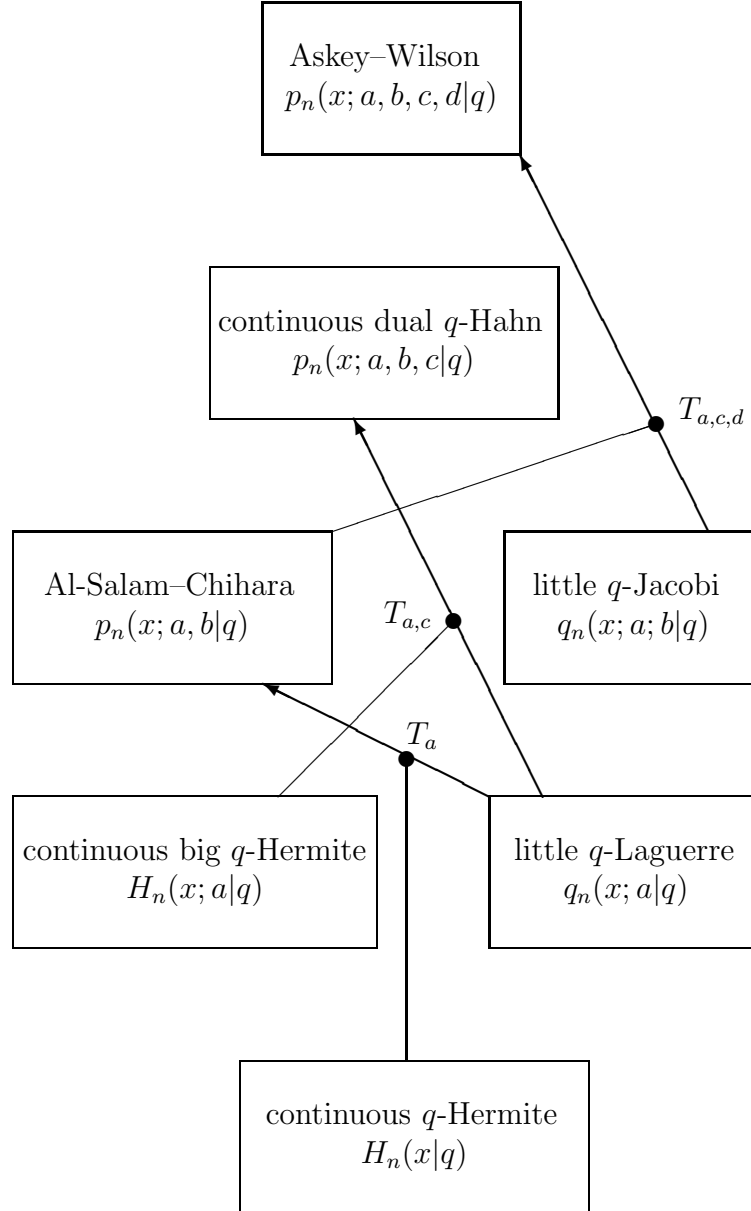 Askey–Wilson
p_n(x; a, b, c, d|q)
continuous dual q-Hahn
p_n(x; a, b, c|q)
T_{a,c,d}
Al-Salam–Chihara
p_n(x; a, b|q)
T_{a,c}
little q-Jacobi
q_n(x; a; b|q)
T_a
continuous big q-Hermite
H_n(x; a|q)
little q-Laguerre
q_n(x; a|q)
continuous q-Hermite
H_n(x|q)